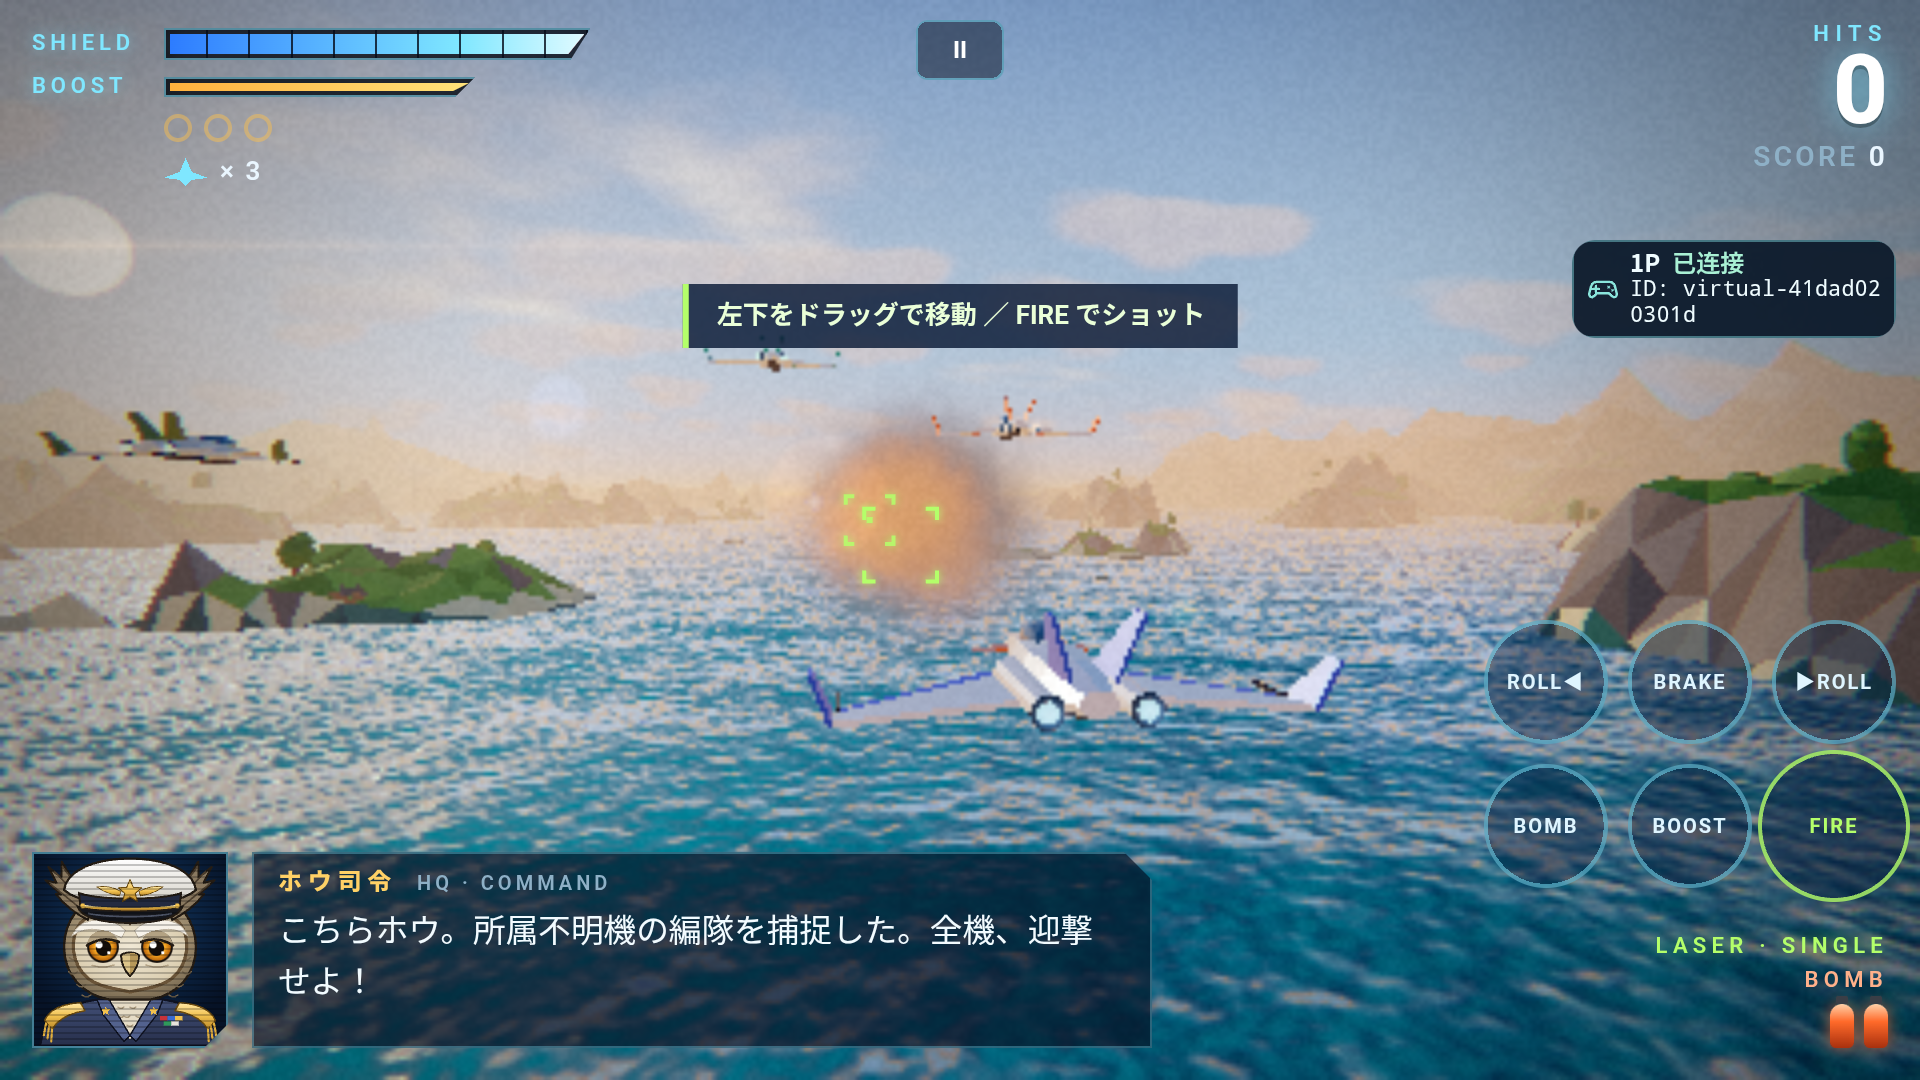 SHIELD
BOOST
× 3
HITS
0
SCORE 0
1P 已连接
ID: virtual-41dad02
0301d
左下をドラッグで移動 ／ FIRE でショット
ROLL◀
BRAKE
▶ROLL
BOMB
BOOST
FIRE
ホウ司令 HQ · COMMAND
こちらホウ。所属不明機の編隊を捕捉した。全機、迎撃
せよ！
LASER · SINGLE
BOMB